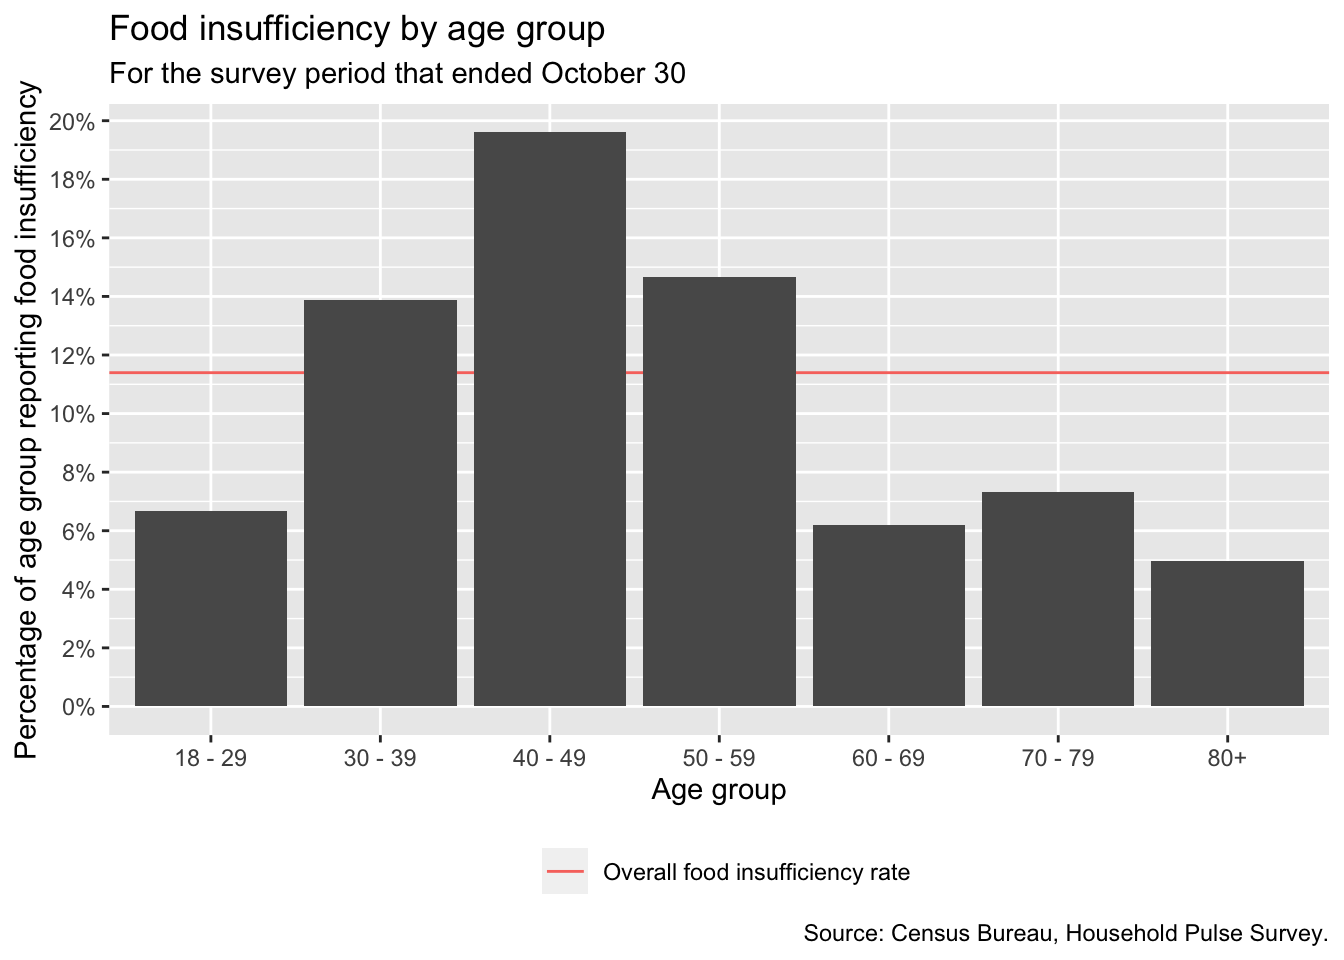 Food insufficiency by age group
For the survey period that ended October 30
Percentage of age group reporting food insufficiency
20%
18%
16%
14%
12%
10%
8%
6%
4%
2%
0%
18 - 29
30 - 39
40 - 49
50 - 59
60 - 69
70 - 79
80+
Age group
Overall food insufficiency rate
Source: Census Bureau, Household Pulse Survey.